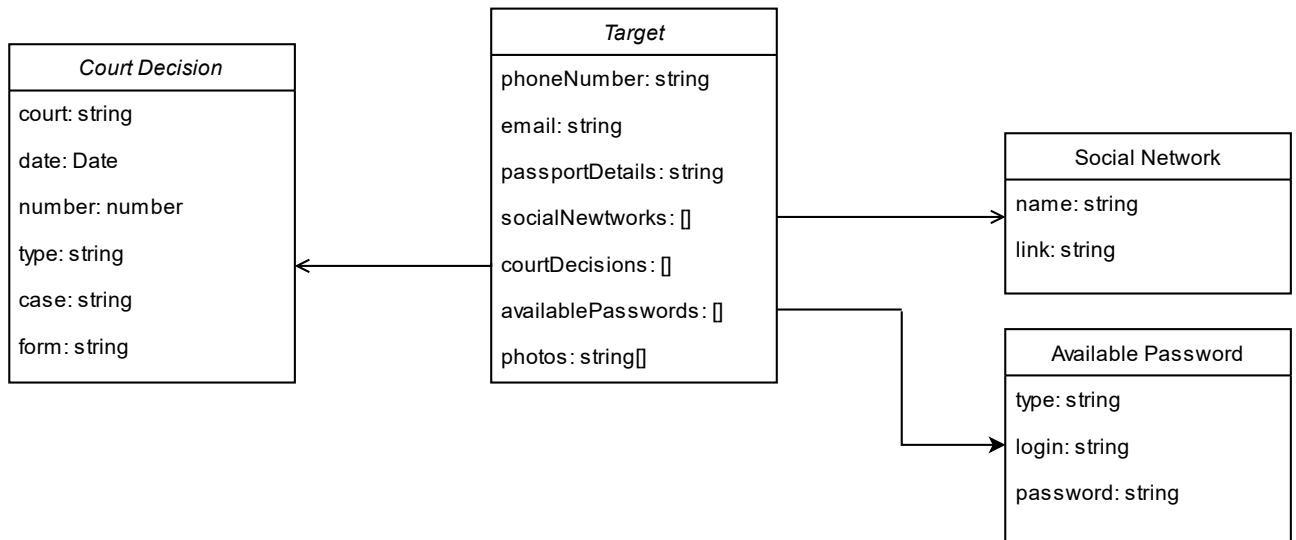 Court Decision
court: string
date: Date
number: number
type: string
case: string
form: string
Target
phoneNumber: string
email: string
passportDetails: string
socialNewtworks: []
courtDecisions: []
availablePasswords: []
photos: string[]
Social Network
name: string
link: string
Available Password
type: string
login: string
password: string